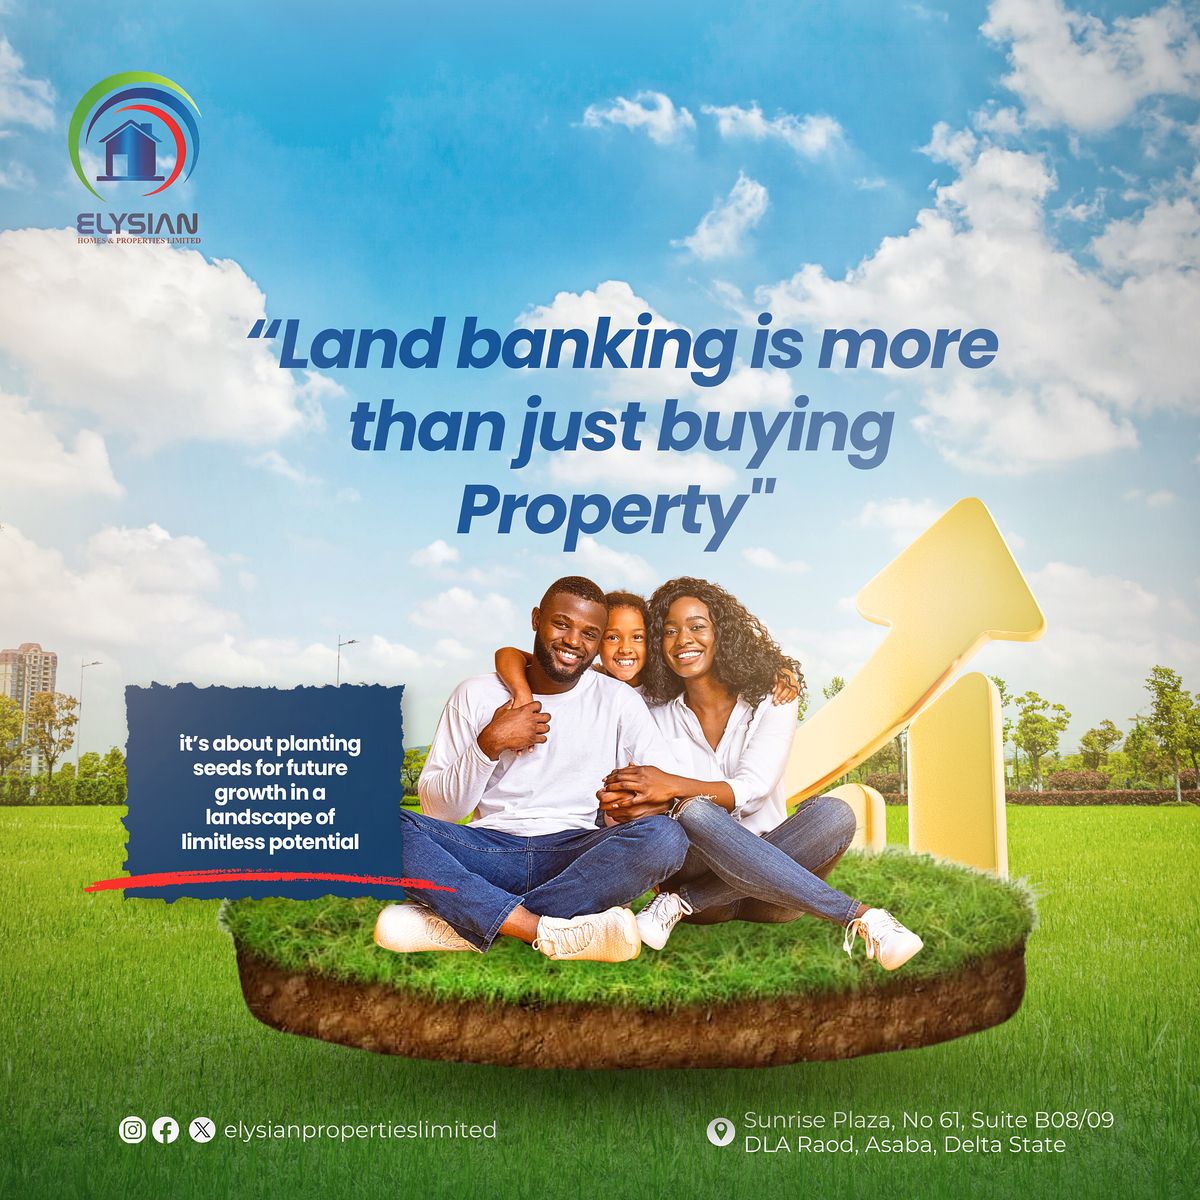 ELYSIAN
HOMES & PROPERTIES LIMITED
“Land banking is more
than just buying
Property"
it’s about planting
seeds for future
growth in a
landscape of
limitless potential
elysianpropertieslimited
Sunrise Plaza, No 61, Suite B08/09
DLA Raod, Asaba, Delta State